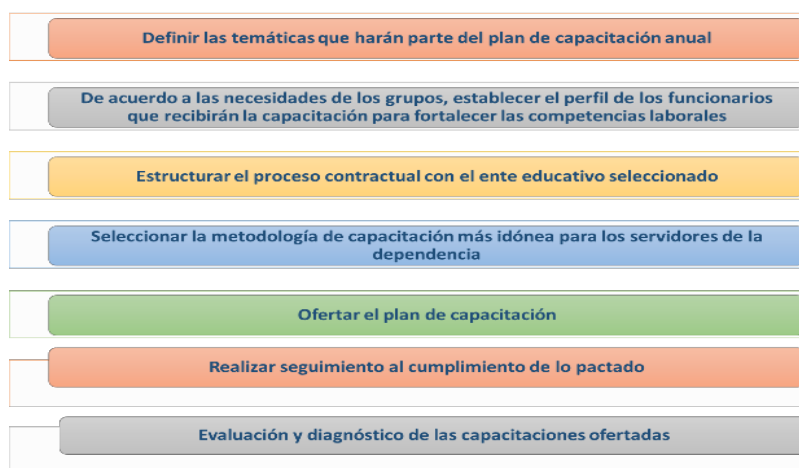 Definir las temáticas que harán parte del plan de capacitación anual
De acuerdo a las necesidades de los grupos, establecer el perfil de los funcionarios
que recibirán la capacitación para fortalecer las competencias laborales
Estructurar el proceso contractual con el ente educativo seleccionado
Seleccionar la metodología de capacitación más idónea para los servidores de la
dependencia
Ofertar el plan de capacitación
Realizar seguimiento al cumplimiento de lo pactado
Evaluación y diagnóstico de las capacitaciones ofertadas